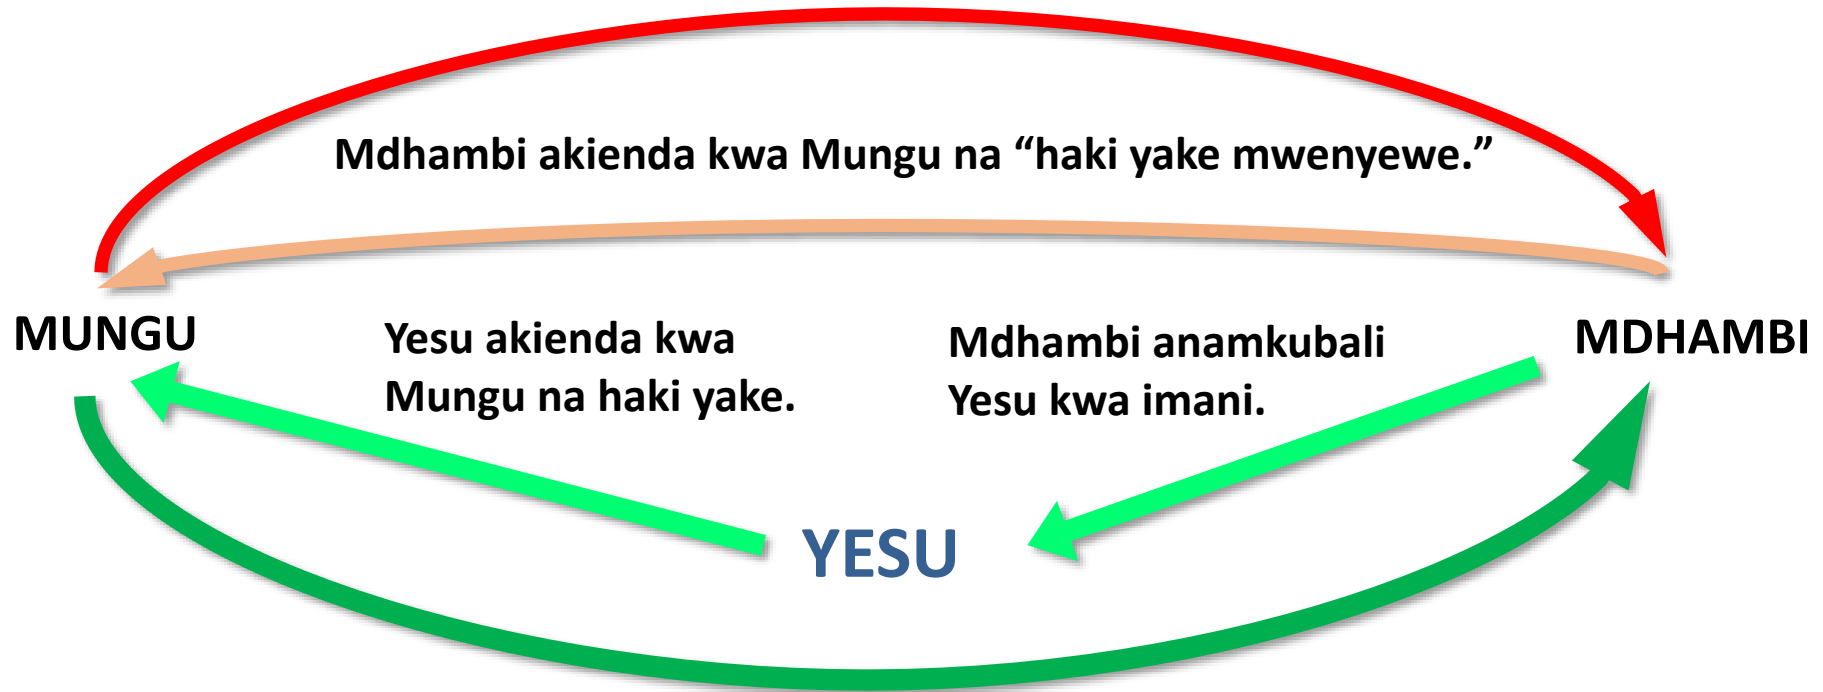 Mdhambi akienda kwa Mungu na “haki yake mwenyewe.”
MUNGU
Yesu akienda kwa
Mungu na haki yake.
Mdhambi anamkubali
Yesu kwa imani.
MDHAMBI
YESU